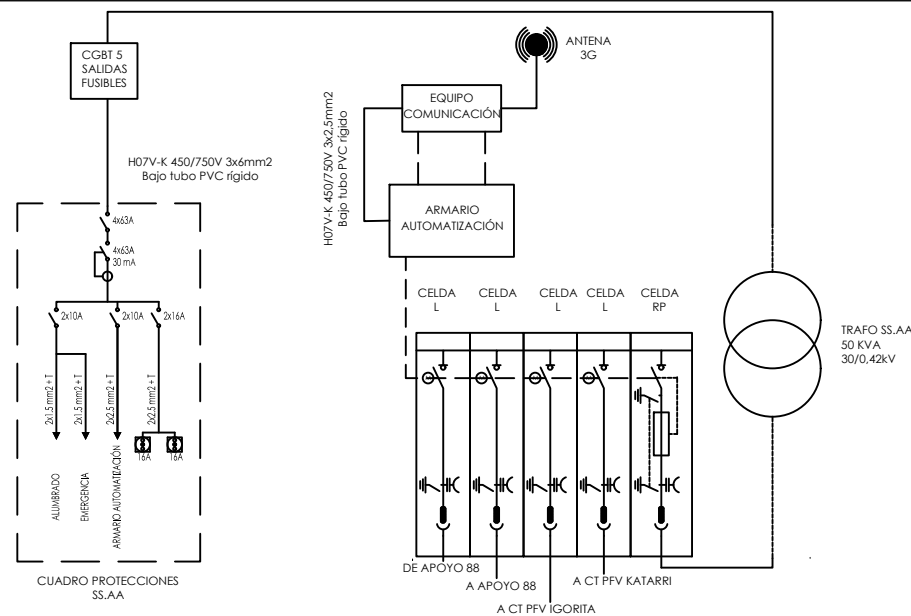 CGBT 5
SALIDAS
FUSIBLES
ANTENA
3G
EQUIPO
COMUNICACIÓN
H07V-K 450/750V 3x2,5mm2
Bajo tubo PVC rígido
H07V-K 450/750V 3x6mm2
Bajo tubo PVC rígido
ARMARIO
AUTOMATIZACIÓN
4x63A
4x63A
30 mA
2x10A
2x10A
2x16A
2x1.5 mm2 + T
2x1.5 mm2 + T
2x2.5 mm2 + T
2x2.5 mm2 + T
16A
16A
ALUMBRADO
EMERGENCIA
ARMARIO AUTOMATIZACIÓN
CUADRO PROTECCIONES
SS.AA
CELDA
L
CELDA
L
CELDA
L
CELDA
L
CELDA
RP
TRAFO SS.AA
50 KVA
30/0,42kV
DE APOYO 88
A APOYO 88
A CT PFV IGORITA
A CT PFV KATARRI